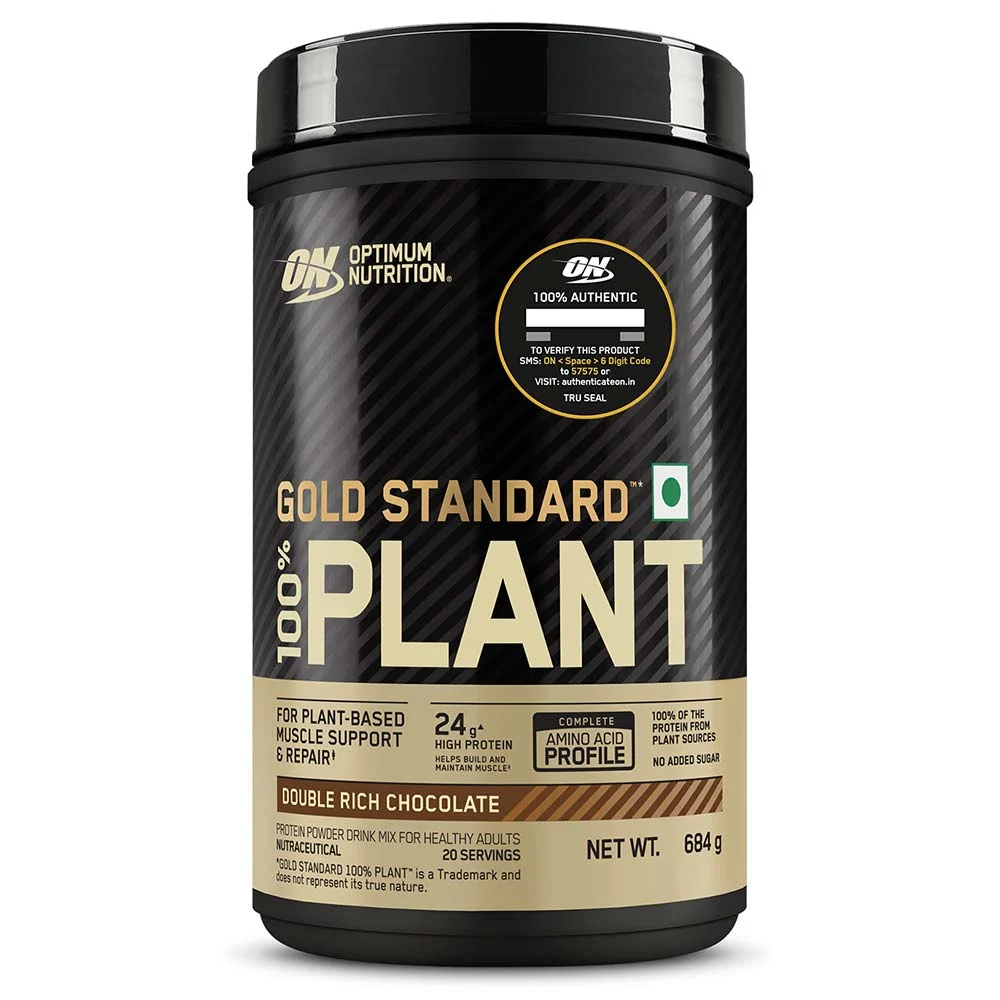 ON OPTIMUM
NUTRITION®
ON
100% AUTHENTIC
TO VERIFY THIS PRODUCT
SMS: ON < Space > 6 Digit Code
to 57575 or
VISIT: authenticateon.in
TRU SEAL
GOLD STANDARD™*
100% PLANT
FOR PLANT-BASED
MUSCLE SUPPORT
& REPAIR‡
24 g▲
HIGH PROTEIN
HELPS BUILD AND
MAINTAIN MUSCLE‡
COMPLETE
AMINO ACID
PROFILE
100% OF THE
PROTEIN FROM
PLANT SOURCES
NO ADDED SUGAR
DOUBLE RICH CHOCOLATE
PROTEIN POWDER DRINK MIX FOR HEALTHY ADULTS
NUTRACEUTICAL
20 SERVINGS
*GOLD STANDARD 100% PLANT™ is a Trademark and
does not represent its true nature.
NET WT. 684 g